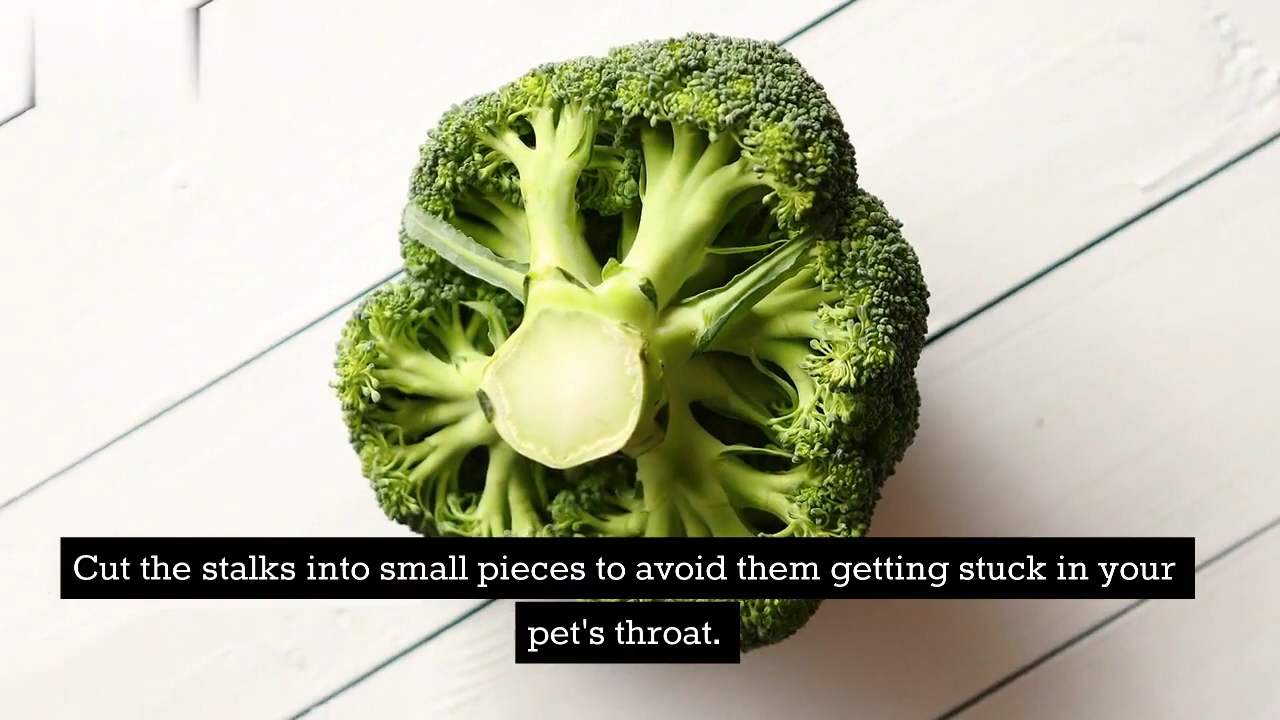 Cut the stalks into small pieces to avoid them getting stuck in your
pet's throat.